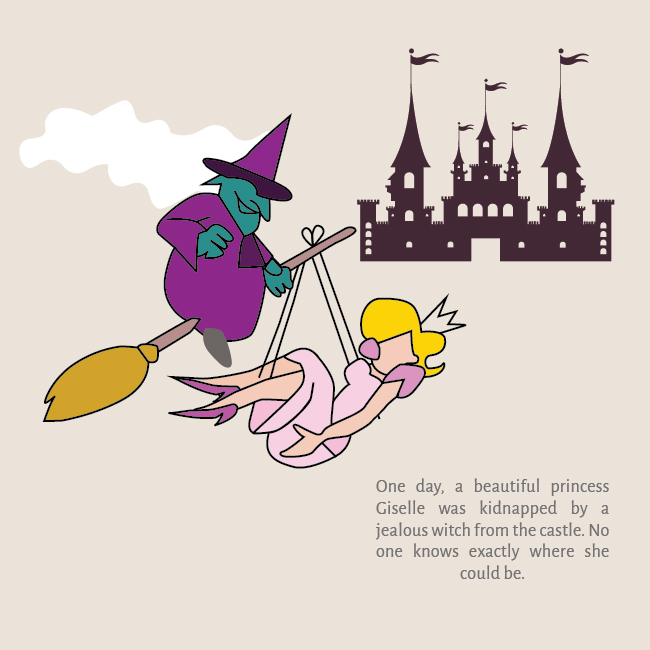 One day, a beautiful princess
Giselle was kidnapped by a
jealous witch from the castle. No
one knows exactly where she
could be.